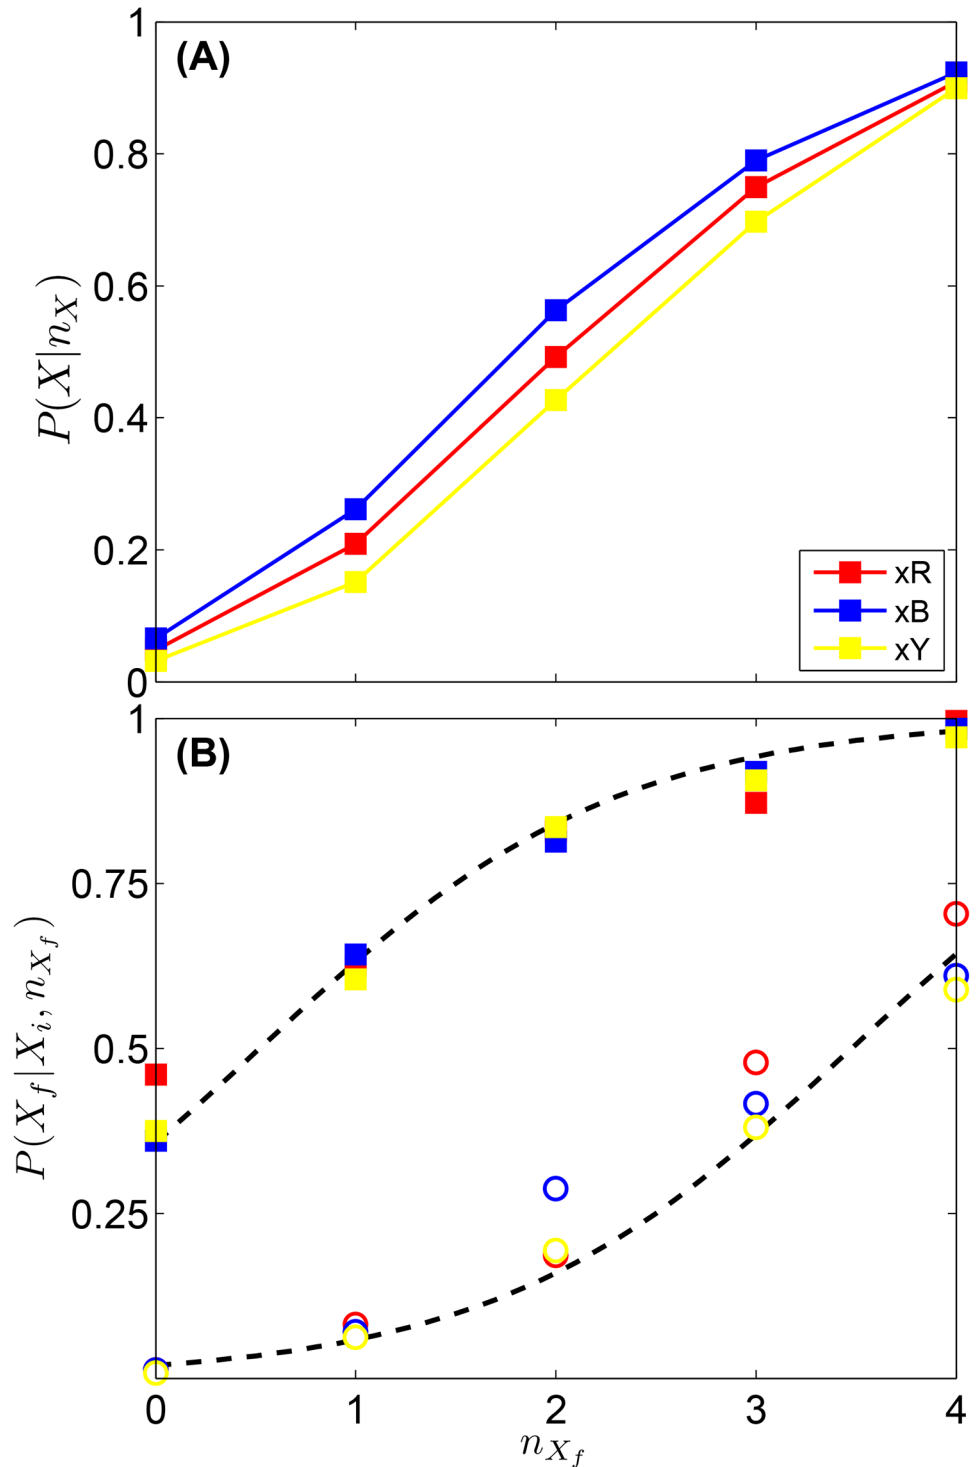 (A)
1
0.8
0.6
0.4
0.2
0
P(X|n_X)
xR
xB
xY
(B)
1
0.75
0.5
0.25
P(X_f|X_i, n_{X_f})
0 1 2 3 4
n_{X_f}